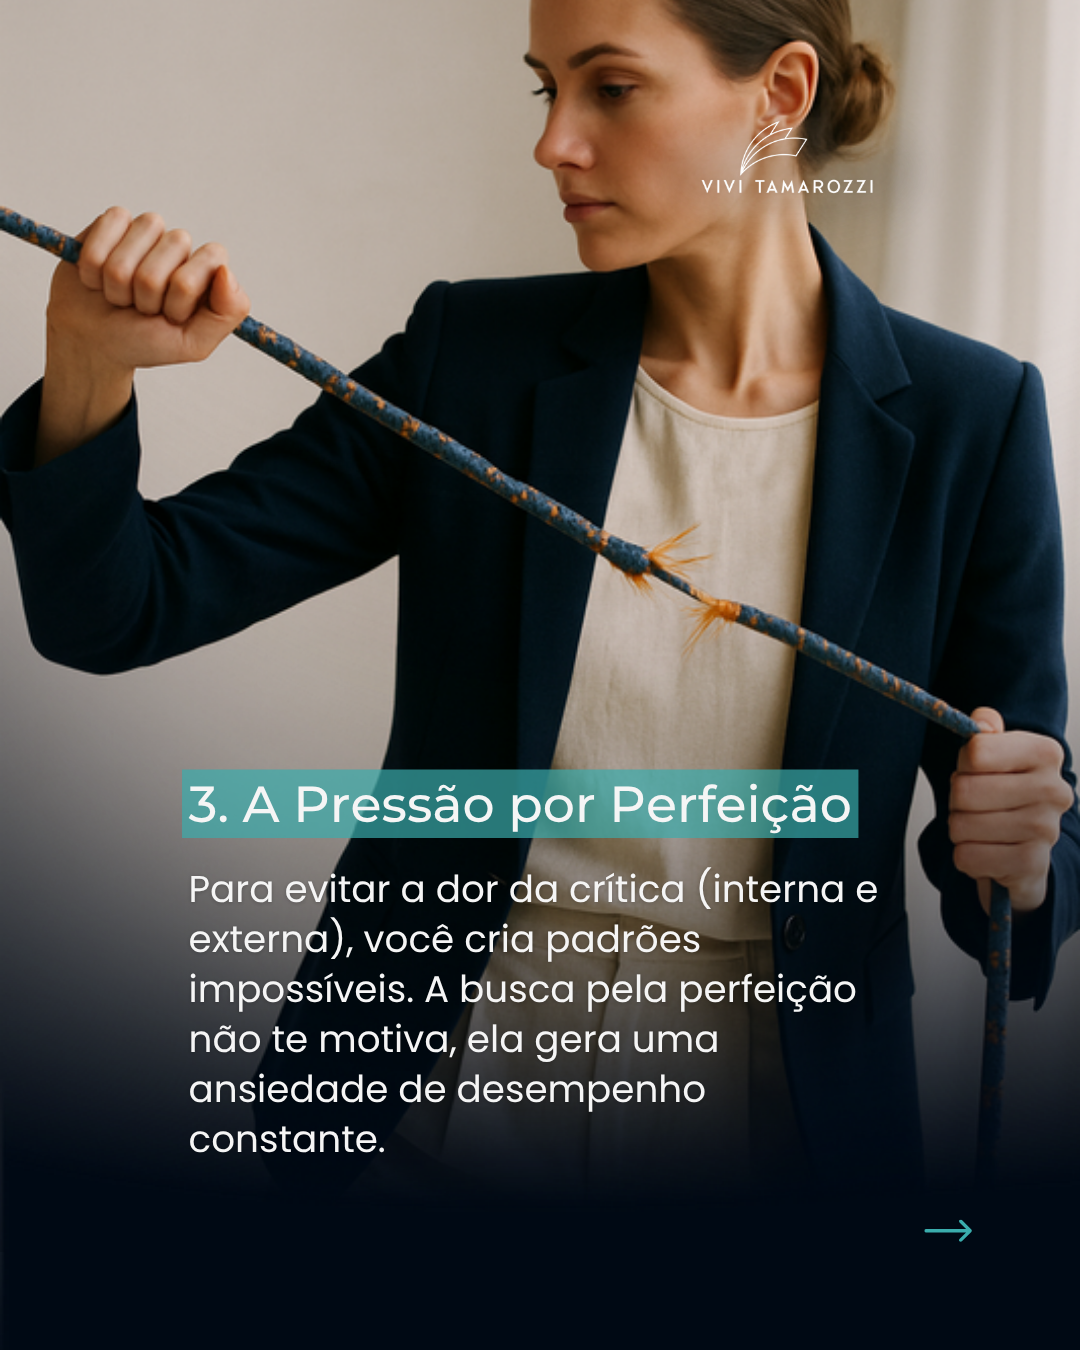 VIVI TAMAROZZI
3. A Pressão por Perfeição
Para evitar a dor da crítica (interna e
externa), você cria padrões
impossíveis. A busca pela perfeição
não te motiva, ela gera uma
ansiedade de desempenho
constante.